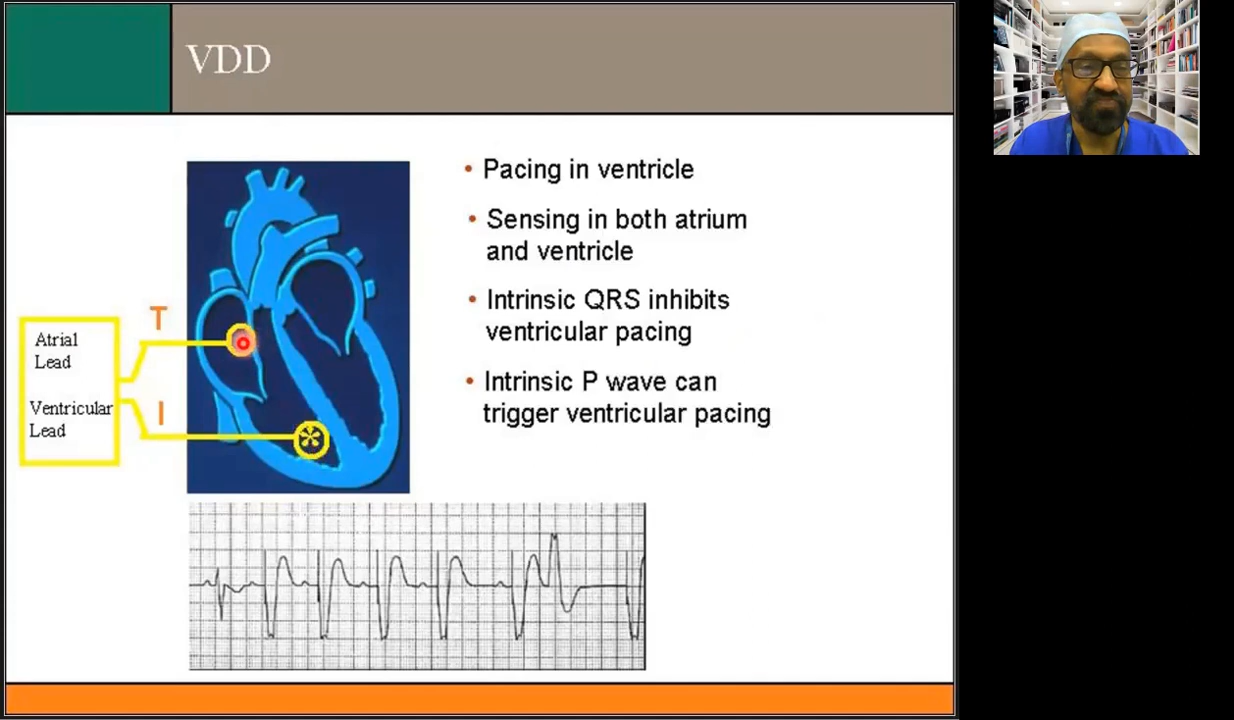 VDD
• Pacing in ventricle
• Sensing in both atrium
and ventricle
• Intrinsic QRS inhibits
ventricular pacing
• Intrinsic P wave can
trigger ventricular pacing
T
Atrial
Lead
I
Ventricular
Lead